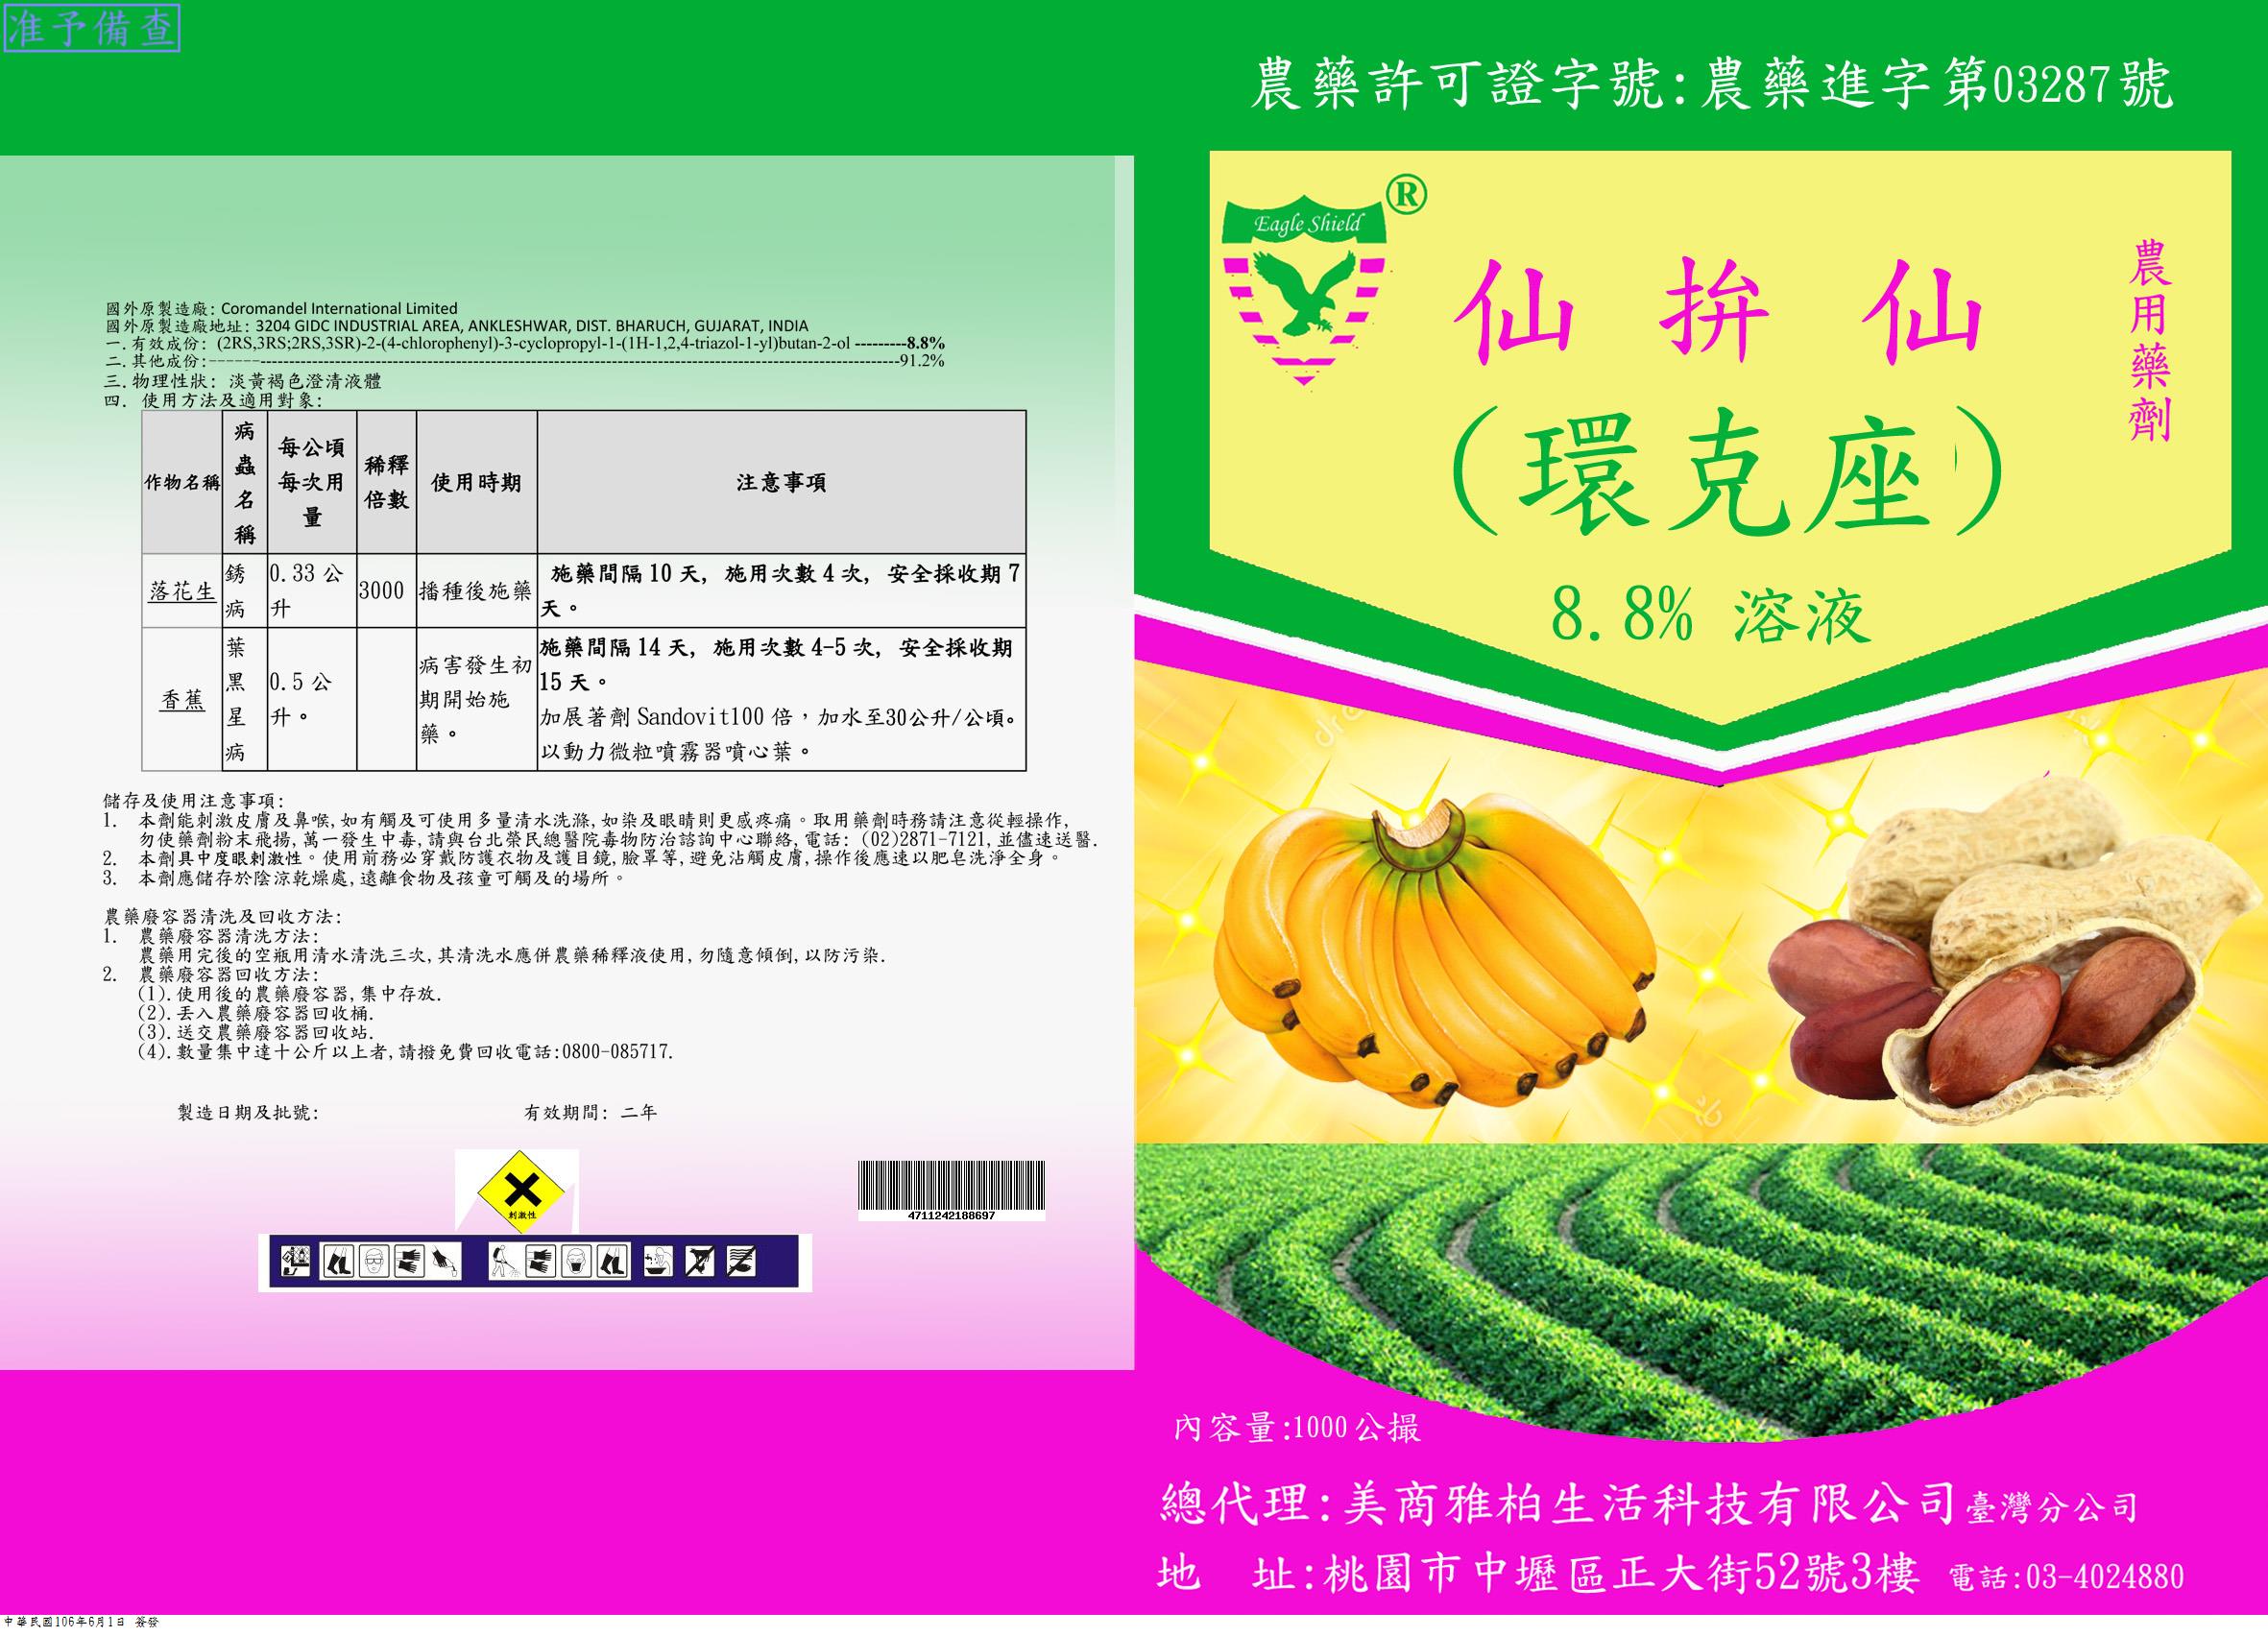 准予備查
農藥許可證字號:農藥進字第03287號
Eagle Shield
®
仙拚仙
農用藥劑
(環克座)
8.8% 溶液
國外原製造廠: Coromandel International Limited
國外原製造廠地址: 3204 GIDC INDUSTRIAL AREA, ANKLESHWAR, DIST. BHARUCH, GUJARAT, INDIA
一.有效成份: (2RS,3RS;2RS,3SR)-2-(4-chlorophenyl)-3-cyclopropyl-1-(1H-1,2,4-triazol-1-yl)butan-2-ol ---------8.8%
二.其他成份:------------------------------------------------------------91.2%
三.物理性狀: 淡黃褐色澄清液體
四. 使用方法及適用對象:
作物名稱 病蟲名稱 每公頃每次用量 稀釋倍數 使用時期 注意事項
落花生 銹病 0.33 公升 3000 播種後施藥 施藥間隔 10 天, 施用次數 4 次, 安全採收期 7 天。
香蕉 葉黑星病 0.5 公升。 病害發生初期開始施藥。 施藥間隔 14 天, 施用次數 4-5 次, 安全採收期 15 天。
加展著劑 Sandovit100 倍，加水至30公升/公頃。
以動力微粒噴霧器噴心葉。
儲存及使用注意事項:
1. 本劑能刺激皮膚及鼻喉,如有觸及可使用多量清水洗滌,如染及眼睛則更感疼痛。取用藥劑時務請注意從輕操作,
勿使藥劑粉末飛揚,萬一發生中毒,請與台北榮民總醫院毒物防治諮詢中心聯絡,電話: (02)2871-7121,並儘速送醫.
2. 本劑具中度眼刺激性。使用前務必穿戴防護衣物及護目鏡,臉罩等,避免沾觸皮膚,操作後應速以肥皂洗淨全身。
3. 本劑應儲存於陰涼乾燥處,遠離食物及孩童可觸及的場所。
農藥廢容器清洗及回收方法:
1. 農藥廢容器清洗方法:
農藥用完後的空瓶用清水清洗三次,其清洗水應併農藥稀釋液使用,勿隨意傾倒,以防污染.
2. 農藥廢容器回收方法:
(1).使用後的農藥廢容器,集中存放.
(2).丟入農藥廢容器回收桶.
(3).送交農藥廢容器回收站.
(4).數量集中達十公斤以上者,請撥免費回收電話:0800-085717.
製造日期及批號: 有效期間: 二年
刺激性
4711242188697
內容量:1000公撮
總代理:美商雅柏生活科技有限公司臺灣分公司
地 址:桃園市中壢區正大街52號3樓 電話:03-4024880
中華民國106年6月1日 簽發